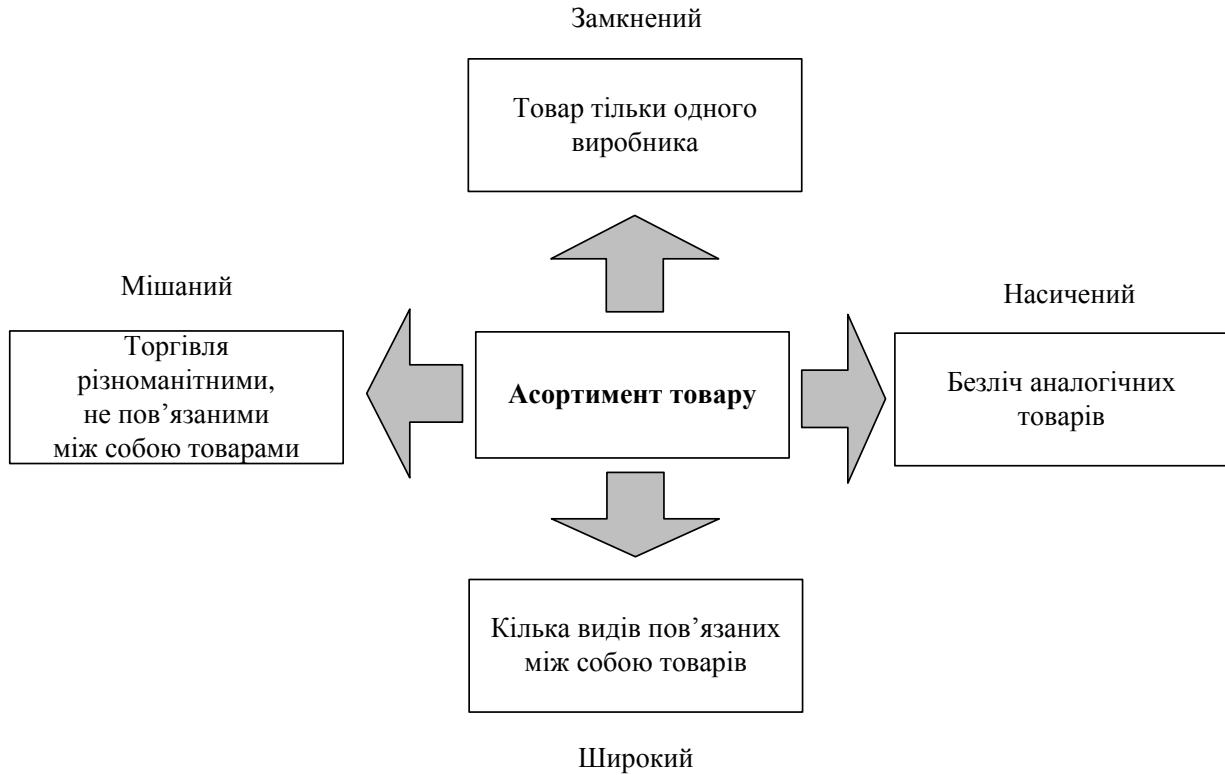 Замкнений
Товар тільки одного
виробника
Мішаний
Торгівля
різноманітними,
не пов’язаними
між собою товарами
Асортимент товару
Насичений
Безліч аналогічних
товарів
Кілька видів пов’язаних
між собою товарів
Широкий